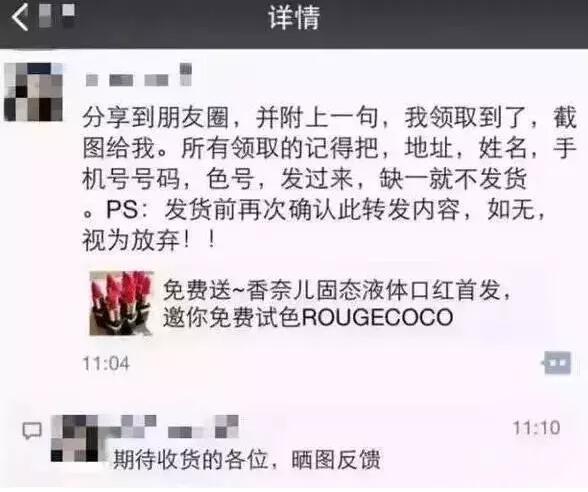 详情
分享到朋友圈，并附上一句，我领取到了，截
图给我。所有领取的记得把，地址，姓名，手
机号号码，色号，发过来，缺一就不发货
。PS：发货前再次确认此转发内容，如无，
视为放弃！！
免费送~香奈儿固态液体口红首发，
邀你免费试色ROUGECOCO
11:04
11:10
期待收货的各位，晒图反馈